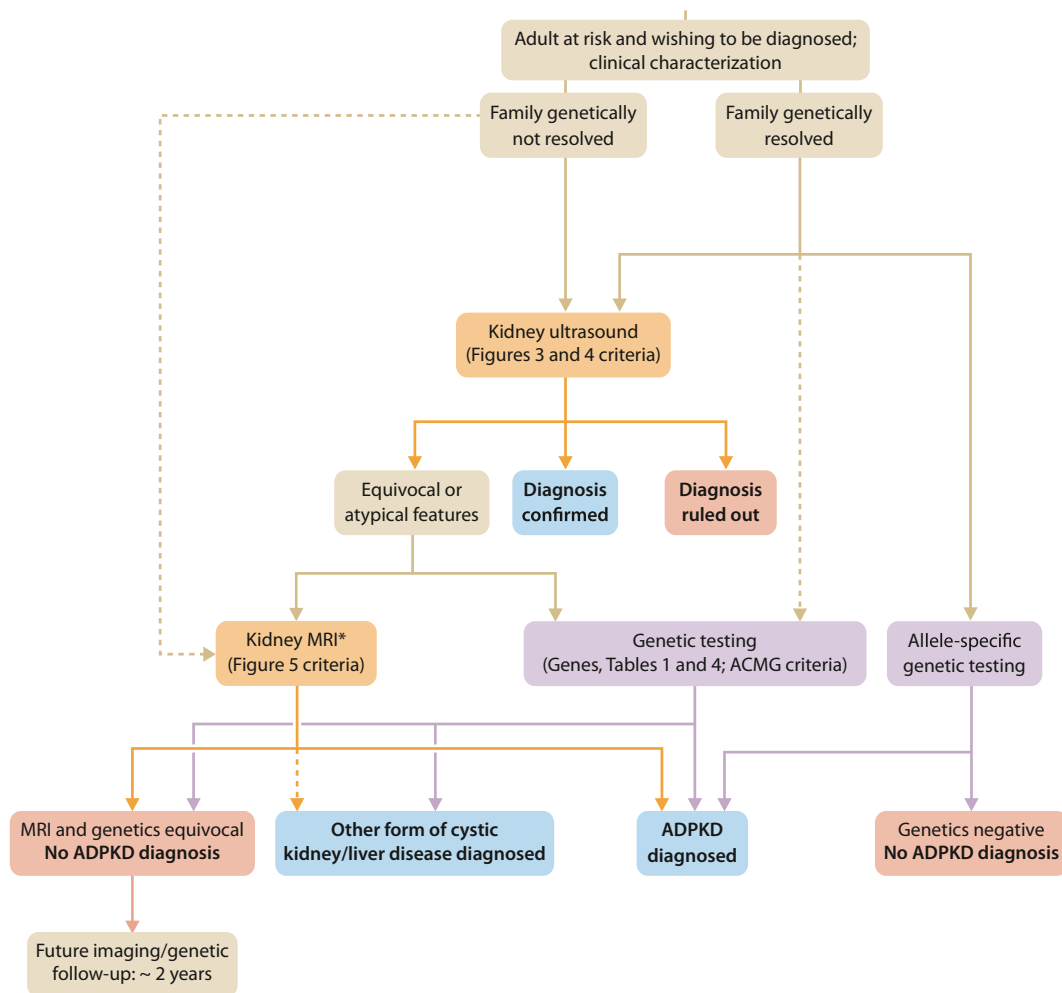 Adult at risk and wishing to be diagnosed;
clinical characterization
Family genetically
not resolved
Family genetically
resolved
Kidney ultrasound
(Figures 3 and 4 criteria)
Equivocal or
atypical features
Diagnosis
confirmed
Diagnosis
ruled out
Kidney MRI*
(Figure 5 criteria)
Genetic testing
(Genes, Tables 1 and 4; ACMG criteria)
Allele-specific
genetic testing
MRI and genetics equivocal
No ADPKD diagnosis
Other form of cystic
kidney/liver disease diagnosed
ADPKD
diagnosed
Genetics negative
No ADPKD diagnosis
Future imaging/genetic
follow-up: ~ 2 years